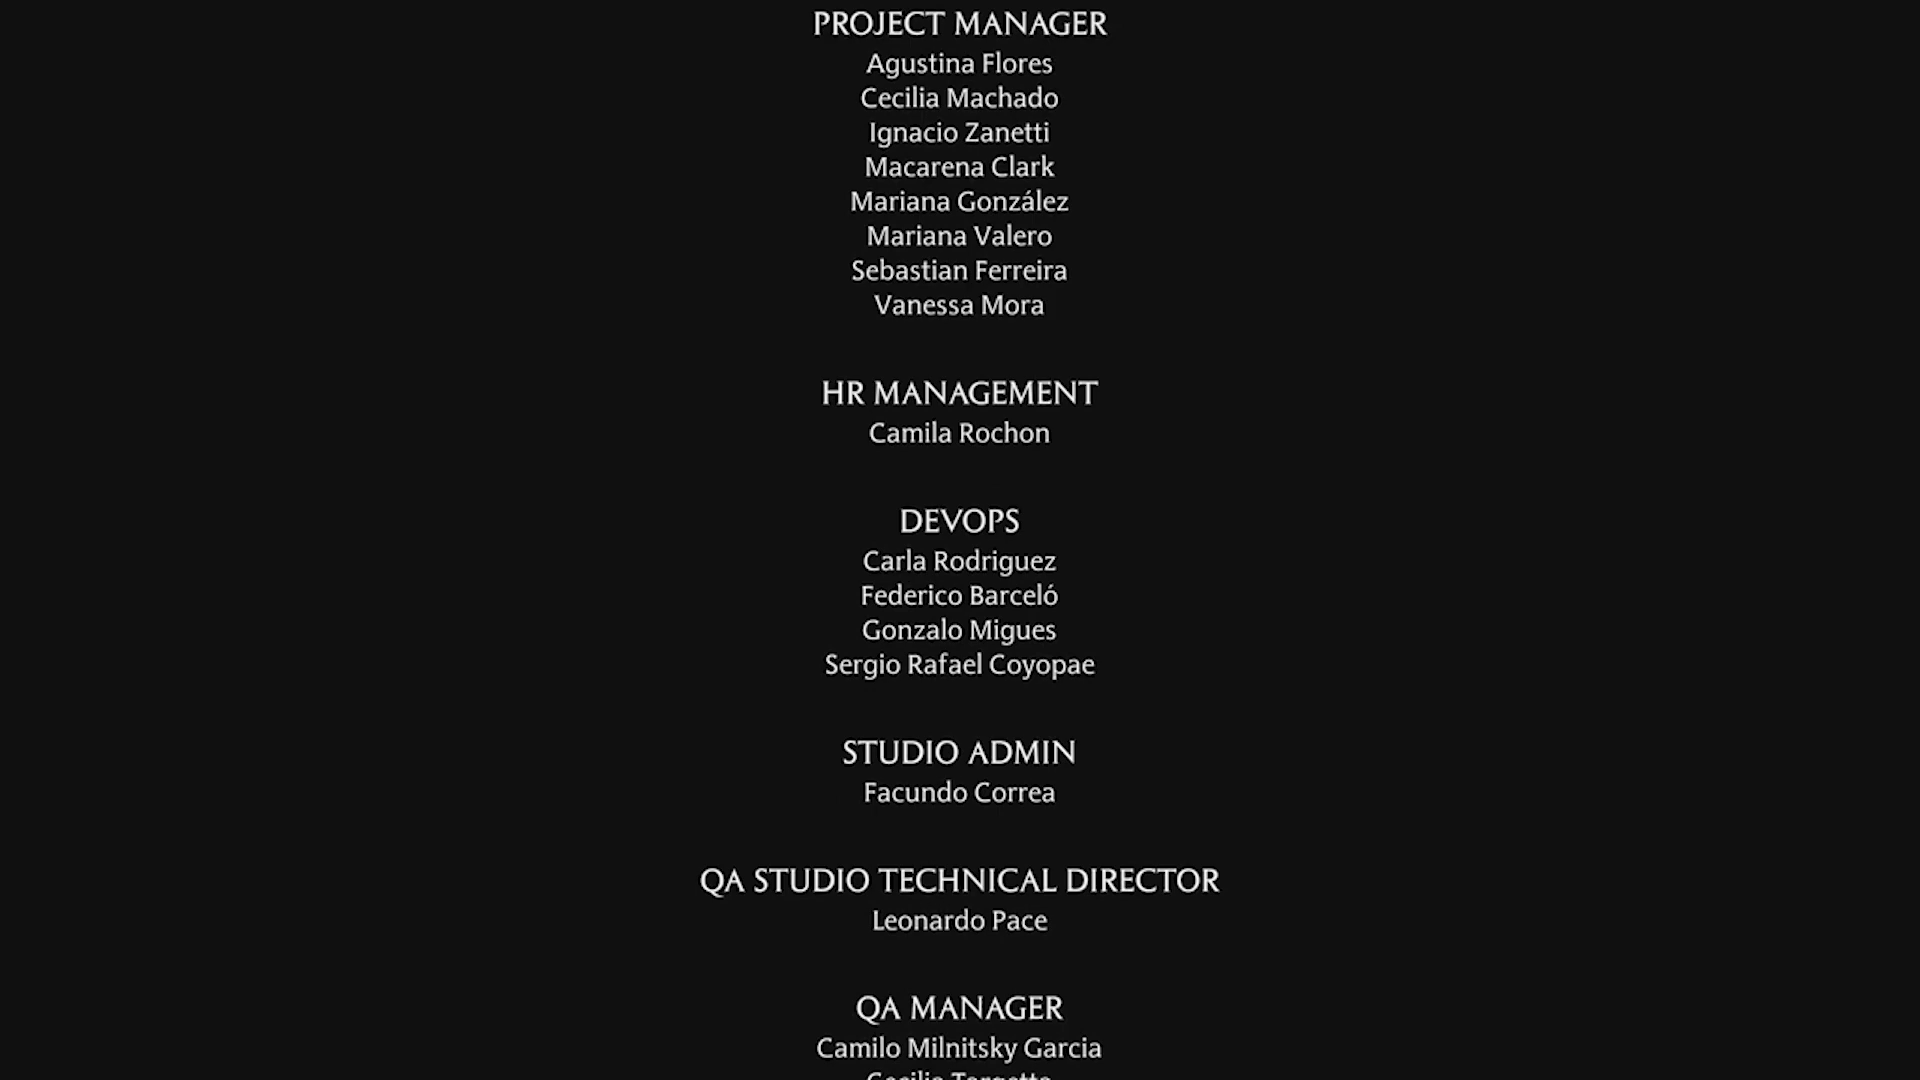 PROJECT MANAGER
Agustina Flores
Cecilia Machado
Ignacio Zanetti
Macarena Clark
Mariana González
Mariana Valero
Sebastian Ferreira
Vanessa Mora
HR MANAGEMENT
Camila Rochon
DEVOPS
Carla Rodriguez
Federico Barceló
Gonzalo Migues
Sergio Rafael Coyopae
STUDIO ADMIN
Facundo Correa
QA STUDIO TECHNICAL DIRECTOR
Leonardo Pace
QA MANAGER
Camilo Milnitsky Garcia